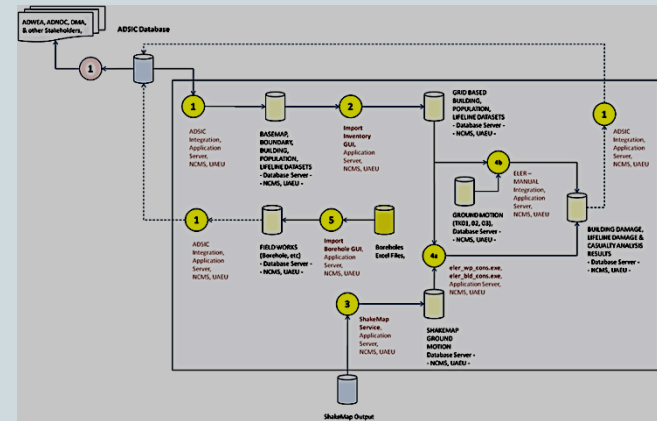 ADWEA, ADNOC, DMA,
& other Stakeholders,
ADSIC Database
1
1
ADSIC
Integration,
Application
Server,
NCMS, UAEU
BASEMAP,
BOUNDARY,
BUILDING,
POPULATION,
LIFELINE DATASETS
- Database Server -
- NCMS, UAEU -
2
Import
Inventory
GUI,
Application
Server,
NCMS, UAEU
GRID BASED
BUILDING,
POPULATION,
LIFELINE DATASETS
- Database Server -
- NCMS, UAEU
1
ADSIC
Integration,
Application
Server,
NCMS, UAEU
4b
ELER –
MANUAL
Integration,
Application
Server,
NCMS, UAEU
GROUND MOTION
Database Server -
- NCMS, UAEU
BUILDING DAMAGE,
LIFELINE DAMAGE &
CASUALTY ANALYSIS
RESULTS
- Database Server -
- NCMS, UAEU
1
ADSIC
Integration,
Application
Server,
NCMS, UAEU
FIELD WORKS
(Borehole, etc)
- Database Server -
- NCMS, UAEU -
5
Import
Borehole GUI,
Application
Server,
NCMS, UAEU
Boreholes
Excel Files,
4a
eler_wp_cons.exe,
eler_bld_cons.exe,
Application Server,
NCMS, UAEU
3
ShakeMap
Service,
Application
Server,
NCMS, UAEU
SHAKEMAP
GROUND
MOTION
Database Server -
- NCMS, UAEU
ShakeMap Output